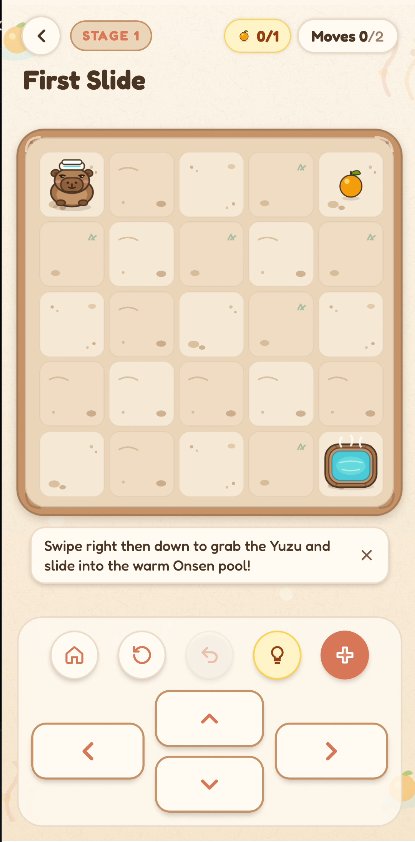 STAGE 1
0/1
Moves 0/2
First Slide
Swipe right then down to grab the Yuzu and
slide into the warm Onsen pool!